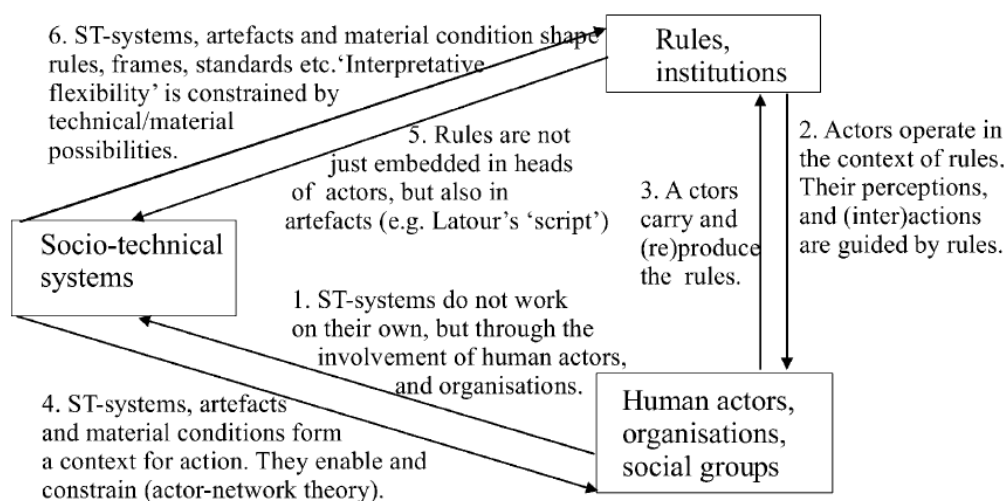 6. ST-systems, artefacts and material condition shape
rules, frames, standards etc.‘Interpretative
flexibility’ is constrained by
technical/material
possibilities.
Rules,
institutions
5. Rules are not
just embedded in heads
of actors, but also in
artefacts (e.g. Latour’s ‘script’)
2. Actors operate in
the context of rules.
Their perceptions,
and (inter)actions
are guided by rules.
3. A ctors
carry and
(re)produce
the rules.
Socio-technical
systems
1. ST-systems do not work
on their own, but through the
involvement of human actors,
and organisations.
4. ST-systems, artefacts
and material conditions form
a context for action. They enable and
constrain (actor-network theory).
Human actors,
organisations,
social groups